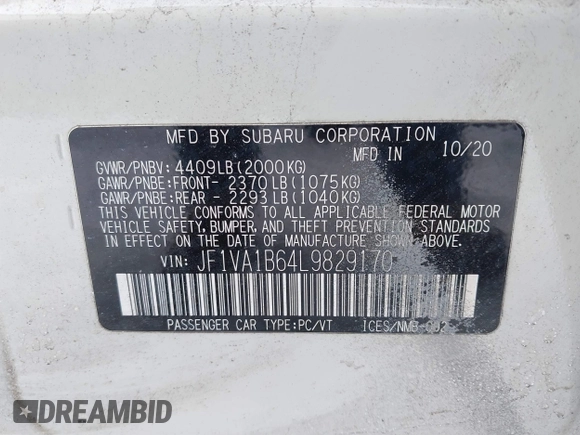 MFD BY SUBARU CORPORATION
MFD IN 10/20
GVWR/PNBV: 4409LB(2000KG)
GAWR/PNBE:FRONT- 2370LB(1075KG)
GAWR/PNBE:REAR - 2293LB(1040KG)
THIS VEHICLE CONFORMS TO ALL APPLICABLE FEDERAL MOTOR
VEHICLE SAFETY, BUMPER, AND THEFT PREVENTION STANDARDS
IN EFFECT ON THE DATE OF MANUFACTURE SHOWN ABOVE.
VIN: JF1VA1B64L9829170
PASSENGER CAR TYPE:PC/VT ICES/NMB-002
DREAMBID